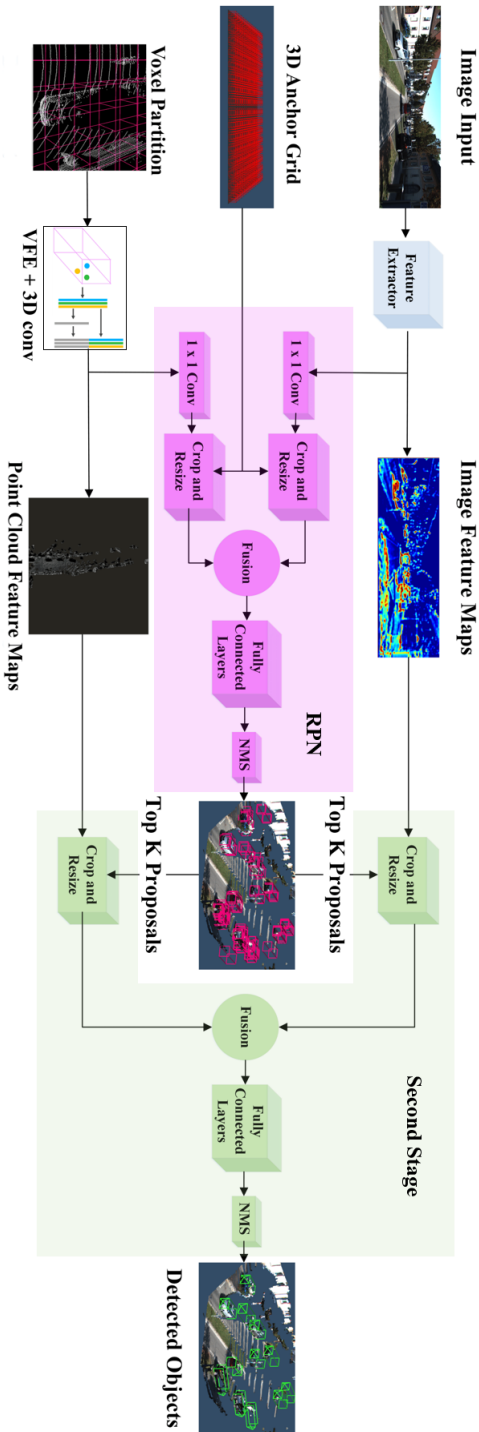 Image Input
Feature
Extractor
Image Feature Maps
Crop and
Resize
Second Stage
3D Anchor Grid
1 x 1 Conv
Crop and
Resize
1 x 1 Conv
Crop and
Resize
Fusion
Fully
Connected
Layers
NMS
RPN
Top K Proposals
Top K Proposals
Fusion
Fully
Connected
Layers
NMS
Detected Objects
Voxel Partition
VFE + 3D conv
Point Cloud Feature Maps
Crop and
Resize